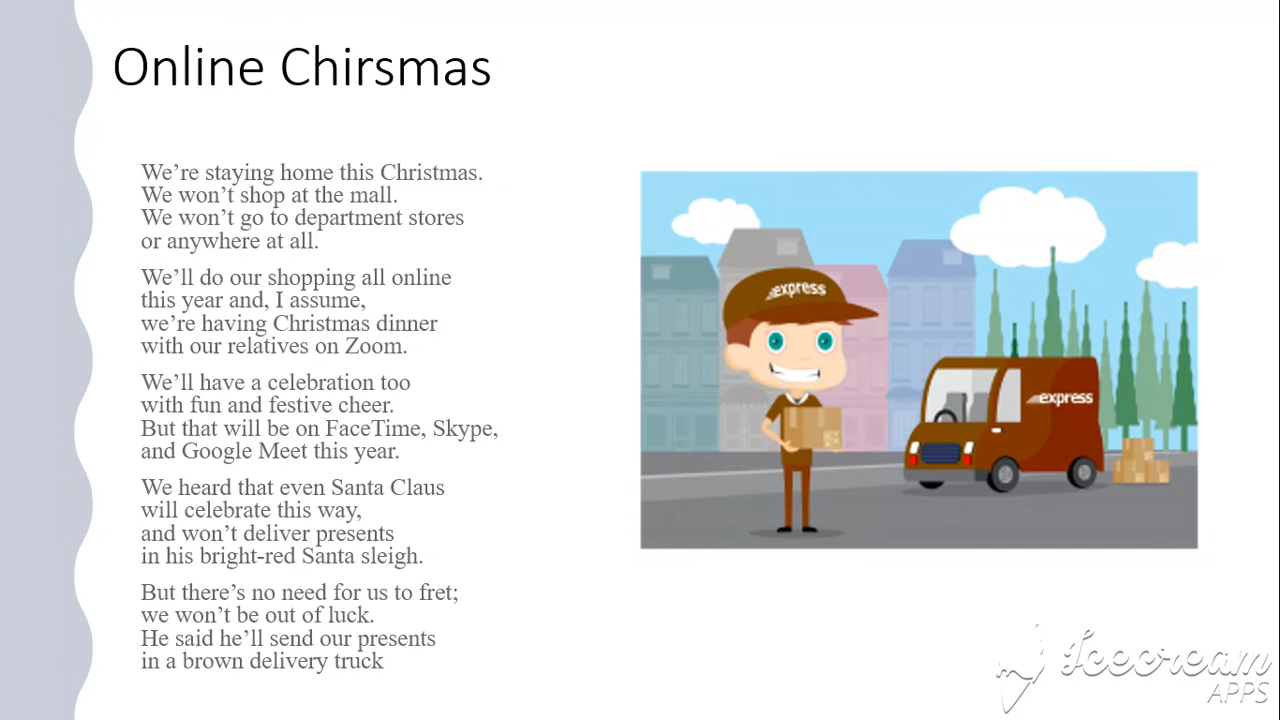 Online Chirsmas
We’re staying home this Christmas.
We won’t shop at the mall.
We won’t go to department stores
or anywhere at all.
We’ll do our shopping all online
this year and, I assume,
we’re having Christmas dinner
with our relatives on Zoom.
We’ll have a celebration too
with fun and festive cheer.
But that will be on FaceTime, Skype,
and Google Meet this year.
We heard that even Santa Claus
will celebrate this way,
and won’t deliver presents
in his bright-red Santa sleigh.
But there’s no need for us to fret;
we won’t be out of luck.
He said he’ll send our presents
in a brown delivery truck
express
express
Icecream
APPS